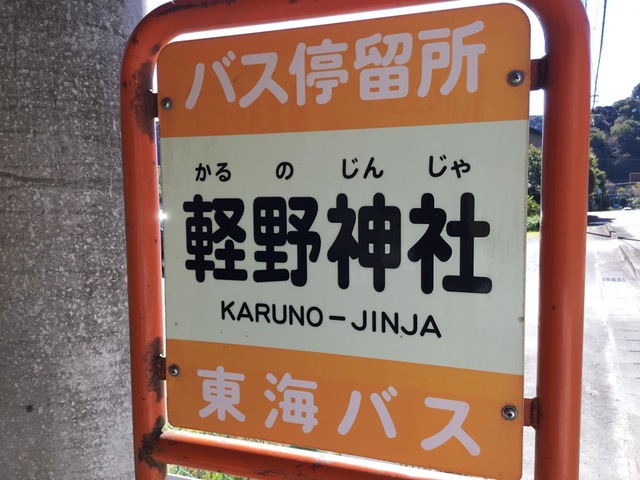 バス停留所
かる の じん じゃ
軽野神社
KARUNO-JINJA
東海バス